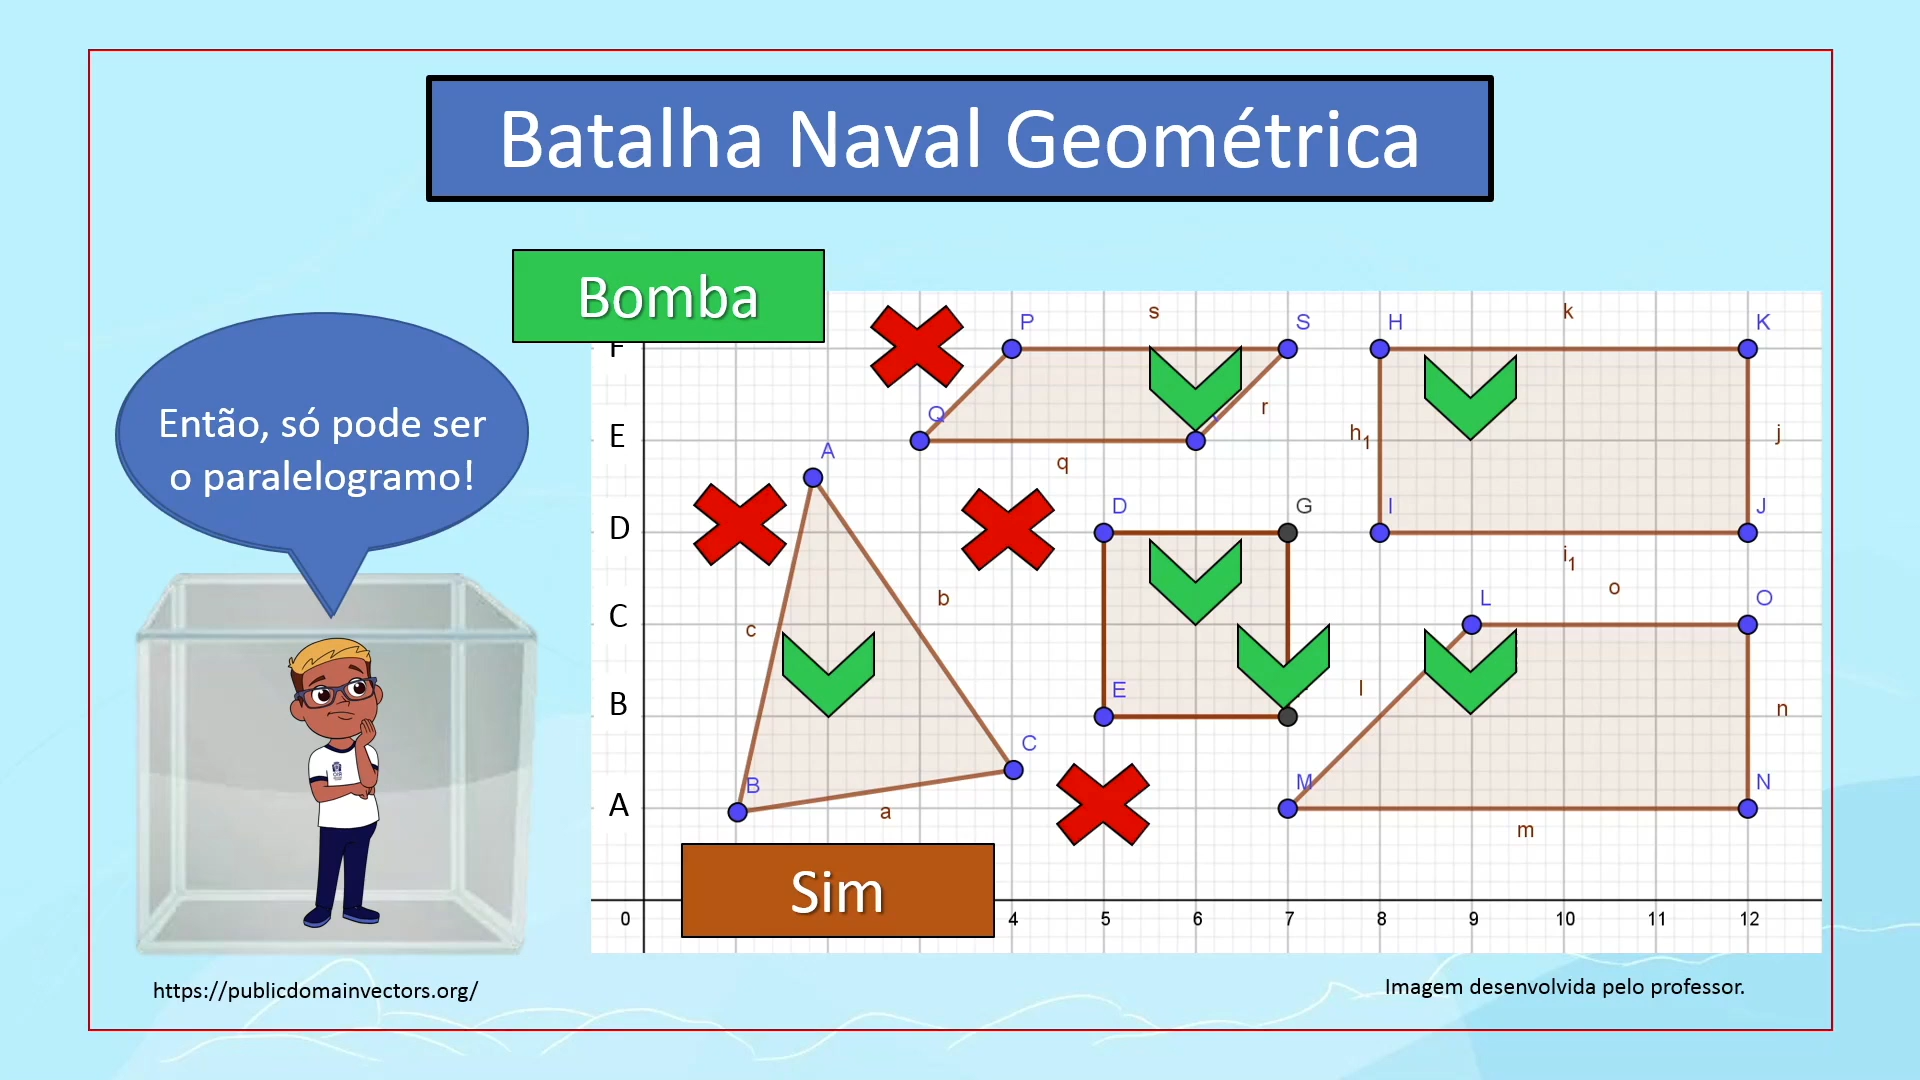 Batalha Naval Geométrica
Bomba
Então, só pode ser
o paralelogramo!
s
k
P
S
H
K
F
Q
r
h1
j
E
A
q
D
G
I
J
D
i1
b
o
L
O
C
c
E
l
n
B
C
B
M
N
A
a
m
Sim
0
4
5
6
7
8
9
10
11
12
https://publicdomainvectors.org/
Imagem desenvolvida pelo professor.